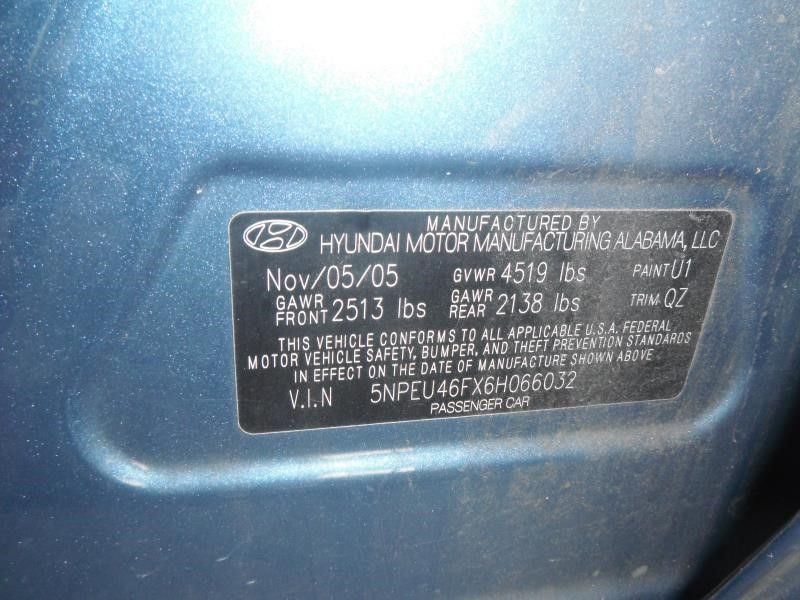 MANUFACTURED BY
HYUNDAI MOTOR MANUFACTURING ALABAMA, LLC
Nov/05/05 GVWR 4519 lbs PAINT U1
GAWR FRONT 2513 lbs GAWR REAR 2138 lbs TRIM QZ
THIS VEHICLE CONFORMS TO ALL APPLICABLE U.S.A. FEDERAL
MOTOR VEHICLE SAFETY, BUMPER, AND THEFT PREVENTION STANDARDS
IN EFFECT ON THE DATE OF MANUFACTURE SHOWN ABOVE.
V.I.N 5NPEU46FX6H066032
PASSENGER CAR